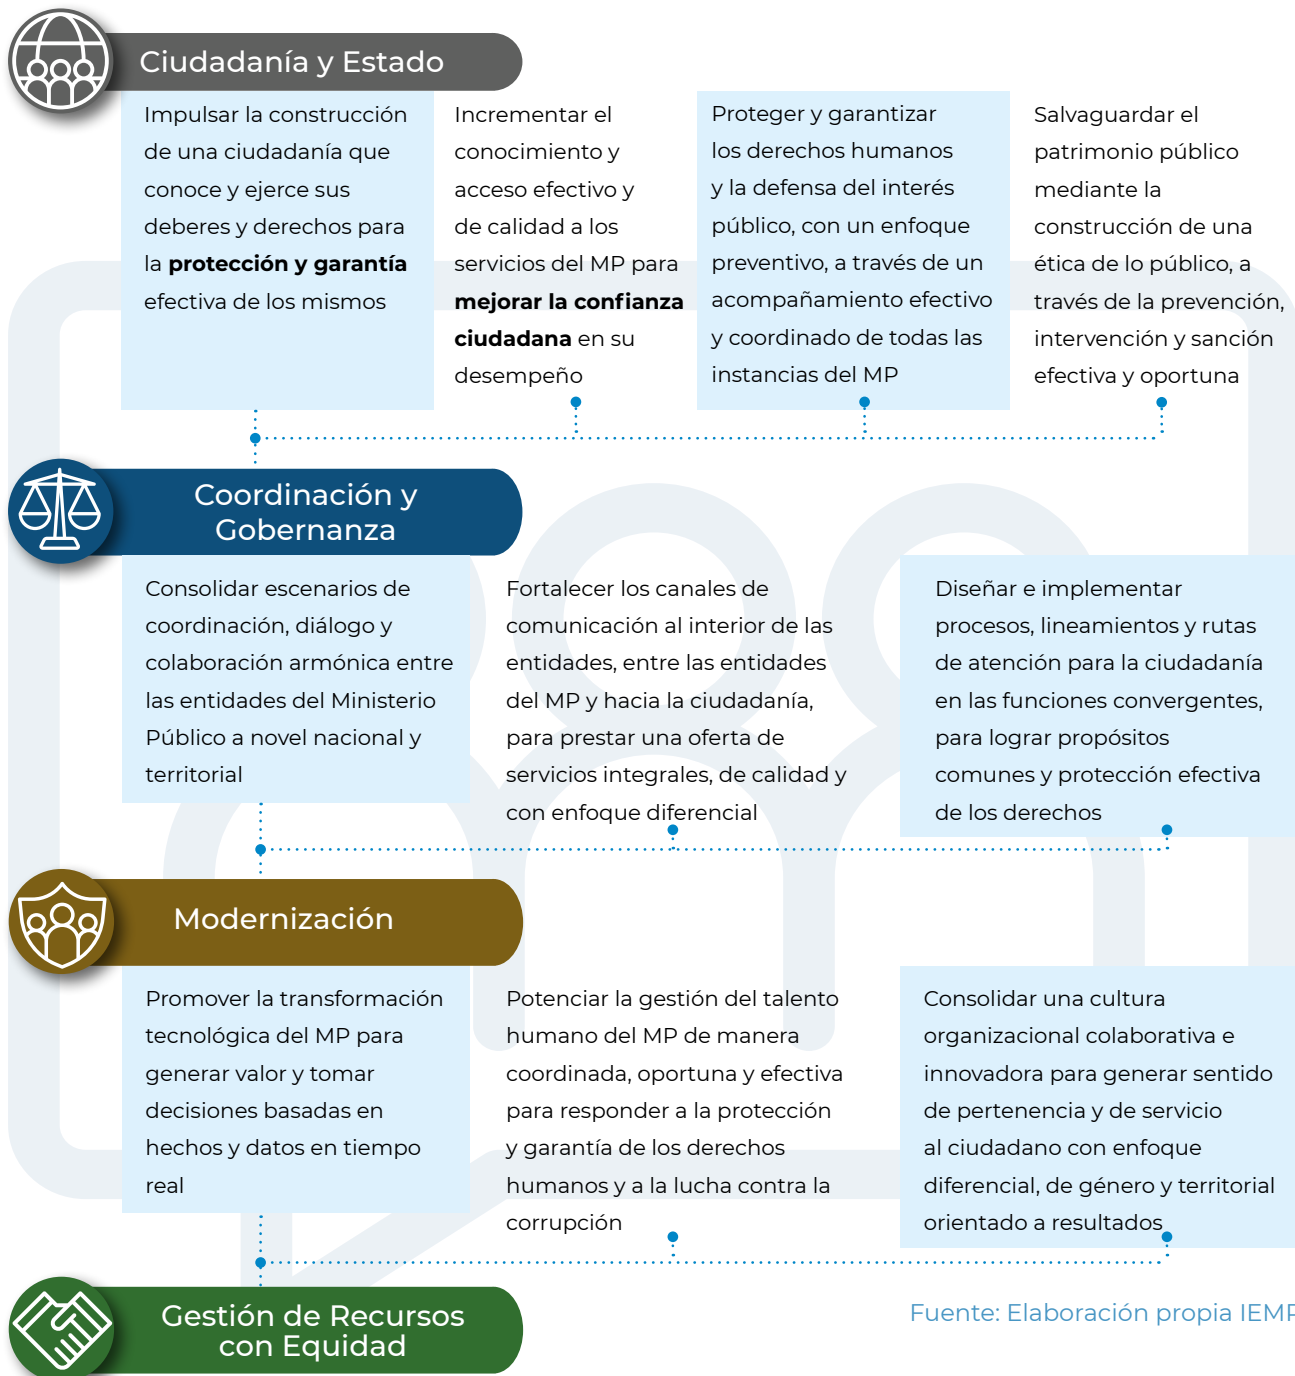 Ciudadanía y Estado
Impulsar la construcción
de una ciudadanía que
conoce y ejerce sus
deberes y derechos para
la protección y garantía
efectiva de los mismos
Incrementar el
conocimiento y
acceso efectivo y
de calidad a los
servicios del MP para
mejorar la confianza
ciudadana en su
desempeño
Proteger y garantizar
los derechos humanos
y la defensa del interés
público, con un enfoque
preventivo, a través de un
acompañamiento efectivo
y coordinado de todas las
instancias del MP
Salvaguardar el
patrimonio público
mediante la
construcción de una
ética de lo público, a
través de la prevención,
intervención y sanción
efectiva y oportuna
Coordinación y
Gobernanza
Consolidar escenarios de
coordinación, diálogo y
colaboración armónica entre
las entidades del Ministerio
Público a novel nacional y
territorial
Fortalecer los canales de
comunicación al interior de las
entidades, entre las entidades
del MP y hacia la ciudadanía,
para prestar una oferta de
servicios integrales, de calidad y
con enfoque diferencial
Diseñar e implementar
procesos, lineamientos y rutas
de atención para la ciudadanía
en las funciones convergentes,
para lograr propósitos
comunes y protección efectiva
de los derechos
Modernización
Promover la transformación
tecnológica del MP para
generar valor y tomar
decisiones basadas en
hechos y datos en tiempo
real
Potenciar la gestión del talento
humano del MP de manera
coordinada, oportuna y efectiva
para responder a la protección
y garantía de los derechos
humanos y a la lucha contra la
corrupción
Consolidar una cultura
organizacional colaborativa e
innovadora para generar sentido
de pertenencia y de servicio
al ciudadano con enfoque
diferencial, de género y territorial
orientado a resultados
Gestión de Recursos
con Equidad
Fuente: Elaboración propia IEMP